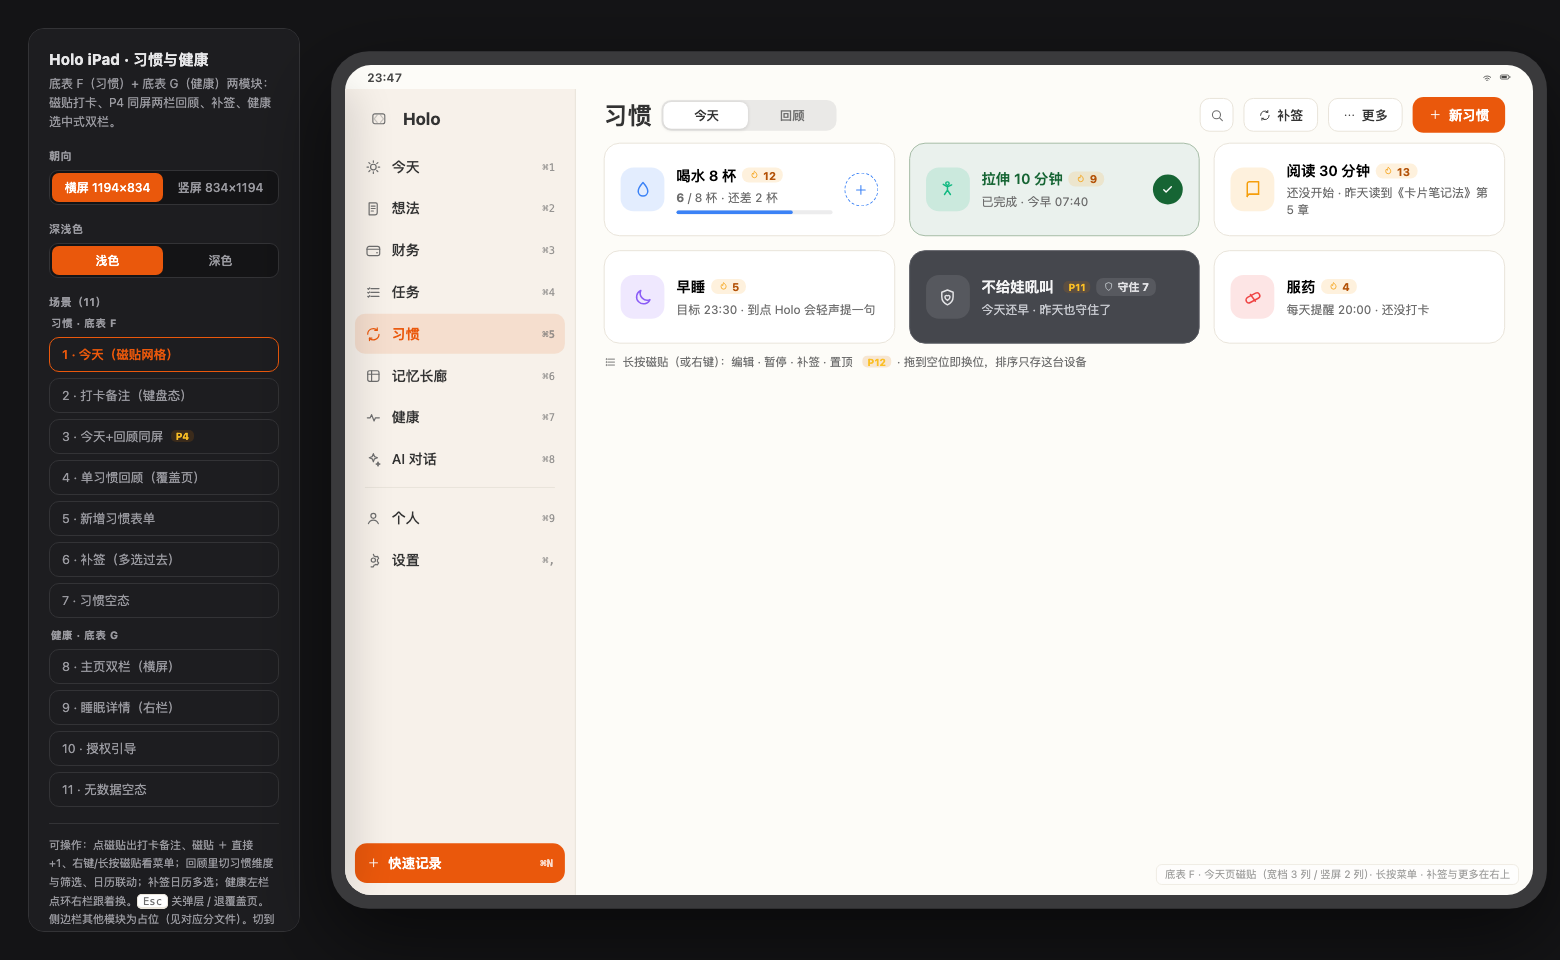 Holo iPad · 习惯与健康
底表 F（习惯）+ 底表 G（健康）两模块：
磁贴打卡、P4 同屏两栏回顾、补签、健康
选中式双栏。
朝向
横屏 1194×834
竖屏 834×1194
深浅色
浅色
深色
场景（11）
习惯 · 底表 F
1 · 今天（磁贴网格）
2 · 打卡备注（键盘态）
3 · 今天+回顾同屏 P4
4 · 单习惯回顾（覆盖页）
5 · 新增习惯表单
6 · 补签（多选过去）
7 · 习惯空态
健康 · 底表 G
8 · 主页双栏（横屏）
9 · 睡眠详情（右栏）
10 · 授权引导
11 · 无数据空态
可操作：点磁贴出打卡备注、磁贴 ＋ 直接
+1、右键/长按磁贴看菜单；回顾里切习惯维度
与筛选、日历联动；补签日历多选；健康左栏
点环右栏跟着换。 Esc 关弹层 / 退覆盖页。
侧边栏其他模块为占位（见对应分文件）。切到
23:47
Holo
今天 ⌘1
想法 ⌘2
财务 ⌘3
任务 ⌘4
习惯 ⌘5
记忆长廊 ⌘6
健康 ⌘7
AI 对话 ⌘8
个人 ⌘9
设置 ⌘,
＋ 快速记录 ⌘N
习惯
今天
回顾
补签
··· 更多
＋ 新习惯
喝水 8 杯 12
6 / 8 杯 · 还差 2 杯
拉伸 10 分钟 9
已完成 · 今早 07:40
阅读 30 分钟 13
还没开始 · 昨天读到《卡片笔记法》第
5 章
早睡 5
目标 23:30 · 到点 Holo 会轻声提一句
不给娃吼叫 P11 守住 7
今天还早 · 昨天也守住了
服药 4
每天提醒 20:00 · 还没打卡
长按磁贴（或右键）：编辑 · 暂停 · 补签 · 置顶 P12 · 拖到空位即换位，排序只存这台设备
底表 F · 今天页磁贴（宽档 3 列 / 竖屏 2 列）· 长按菜单 · 补签与更多在右上